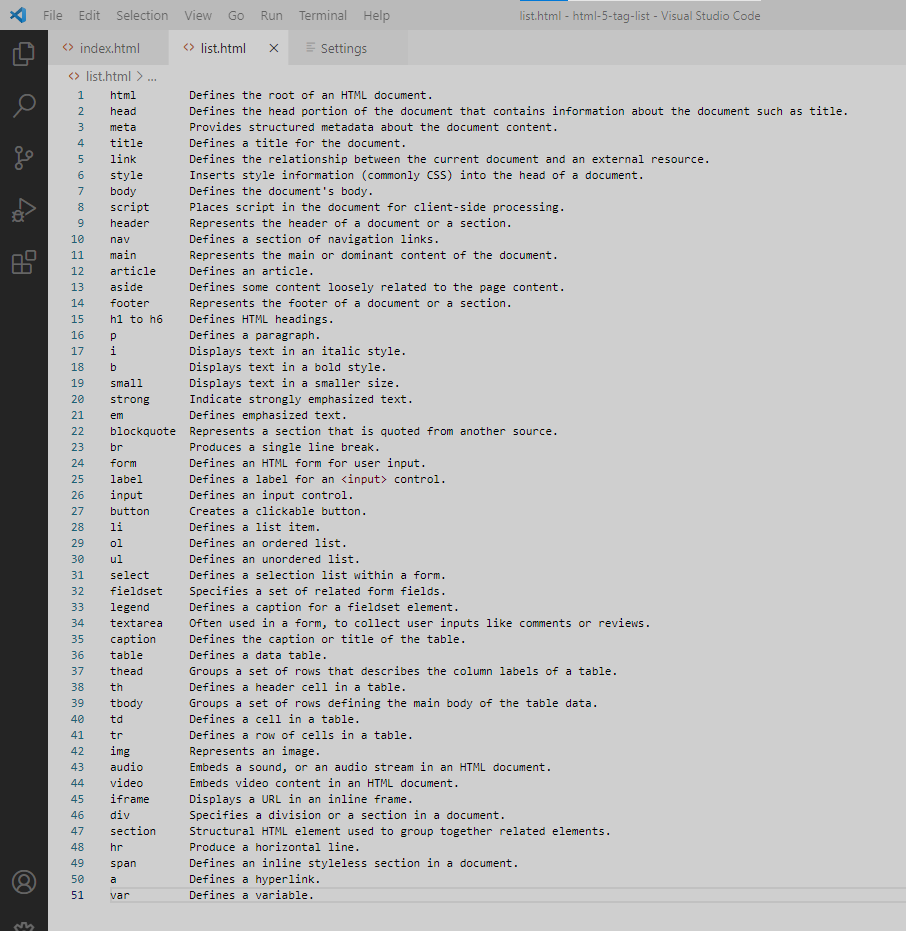 File Edit Selection View Go Run Terminal Help list.html - html-5-tag-list - Visual Studio Code
index.html list.html Settings
list.html > ...
1 html Defines the root of an HTML document.
2 head Defines the head portion of the document that contains information about the document such as title.
3 meta Provides structured metadata about the document content.
4 title Defines a title for the document.
5 link Defines the relationship between the current document and an external resource.
6 style Inserts style information (commonly CSS) into the head of a document.
7 body Defines the document's body.
8 script Places script in the document for client-side processing.
9 header Represents the header of a document or a section.
10 nav Defines a section of navigation links.
11 main Represents the main or dominant content of the document.
12 article Defines an article.
13 aside Defines some content loosely related to the page content.
14 footer Represents the footer of a document or a section.
15 h1 to h6 Defines HTML headings.
16 p Defines a paragraph.
17 i Displays text in an italic style.
18 b Displays text in a bold style.
19 small Displays text in a smaller size.
20 strong Indicate strongly emphasized text.
21 em Defines emphasized text.
22 blockquote Represents a section that is quoted from another source.
23 br Produces a single line break.
24 form Defines an HTML form for user input.
25 label Defines a label for an <input> control.
26 input Defines an input control.
27 button Creates a clickable button.
28 li Defines a list item.
29 ol Defines an ordered list.
30 ul Defines an unordered list.
31 select Defines a selection list within a form.
32 fieldset Specifies a set of related form fields.
33 legend Defines a caption for a fieldset element.
34 textarea Often used in a form, to collect user inputs like comments or reviews.
35 caption Defines the caption or title of the table.
36 table Defines a data table.
37 thead Groups a set of rows that describes the column labels of a table.
38 th Defines a header cell in a table.
39 tbody Groups a set of rows defining the main body of the table data.
40 td Defines a cell in a table.
41 tr Defines a row of cells in a table.
42 img Represents an image.
43 audio Embeds a sound, or an audio stream in an HTML document.
44 video Embeds video content in an HTML document.
45 iframe Displays a URL in an inline frame.
46 div Specifies a division or a section in a document.
47 section Structural HTML element used to group together related elements.
48 hr Produce a horizontal line.
49 span Defines an inline styleless section in a document.
50 a Defines a hyperlink.
51 var Defines a variable.